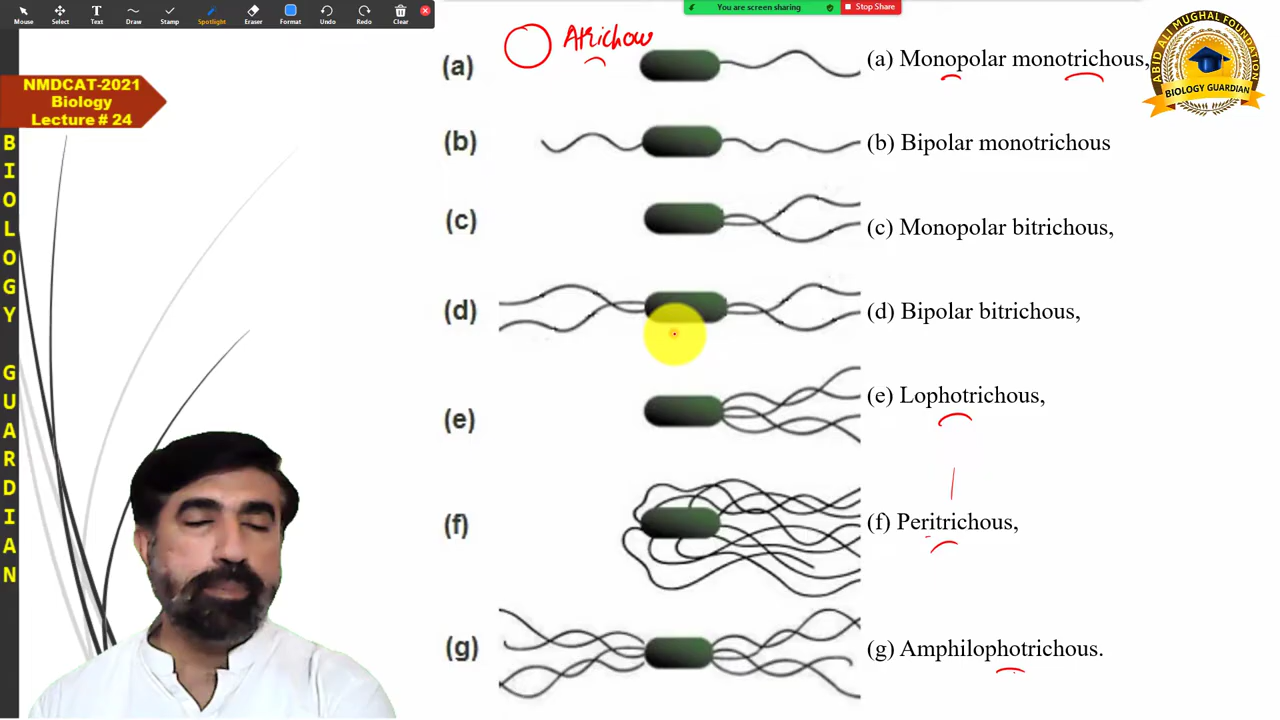 Mouse Select Text Draw Stamp Spotlight Eraser Format Undo Redo Clear
You are screen sharing Stop Share
NMDCAT-2021
Biology
Lecture # 24
BIOLOGY GUARDIAN
(a) (a) Monopolar monotrichous,
(b) (b) Bipolar monotrichous
(c) (c) Monopolar bitrichous,
(d) (d) Bipolar bitrichous,
(e) (e) Lophotrichous,
(f) (f) Peritrichous,
(g) (g) Amphilophotrichous.
ABID ALI MUGHAL FOUNDATION
BIOLOGY GUARDIAN